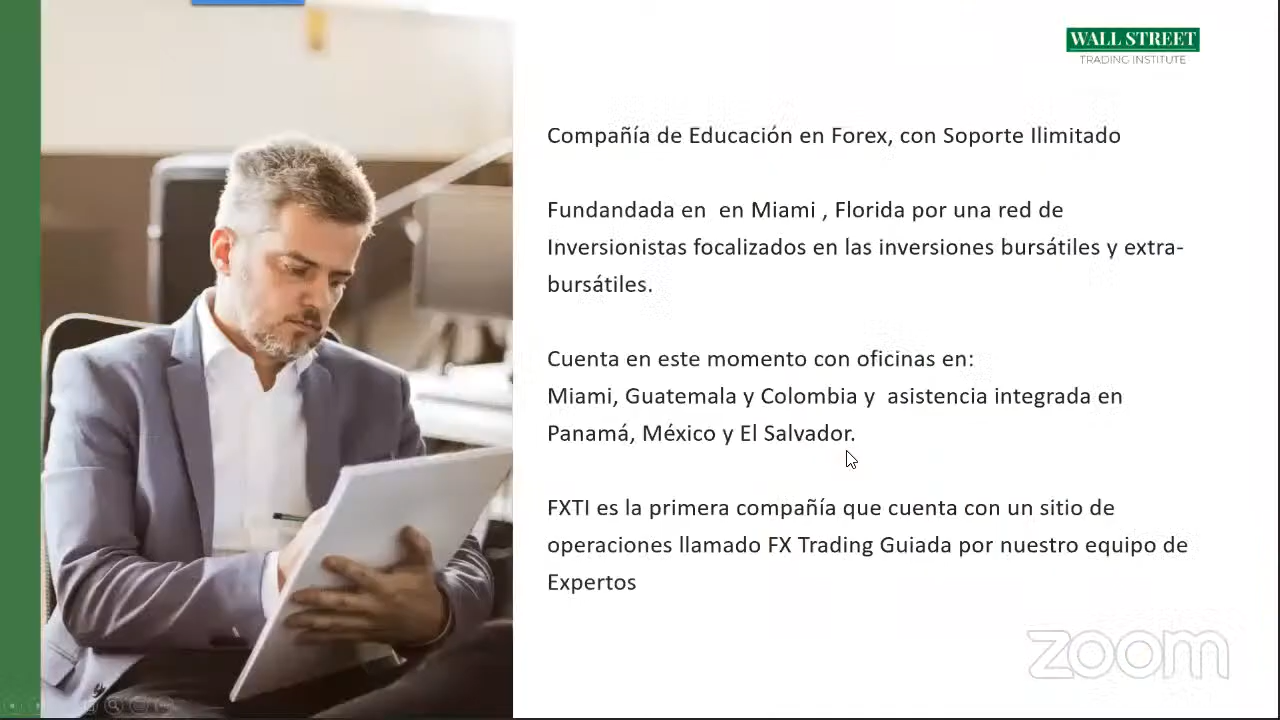 WALL STREET
TRADING INSTITUTE
Compañía de Educación en Forex, con Soporte Ilimitado
Fundandada en en Miami , Florida por una red de
Inversionistas focalizados en las inversiones bursátiles y extra-
bursátiles.
Cuenta en este momento con oficinas en:
Miami, Guatemala y Colombia y asistencia integrada en
Panamá, México y El Salvador.
FXTI es la primera compañía que cuenta con un sitio de
operaciones llamado FX Trading Guiada por nuestro equipo de
Expertos
zoom